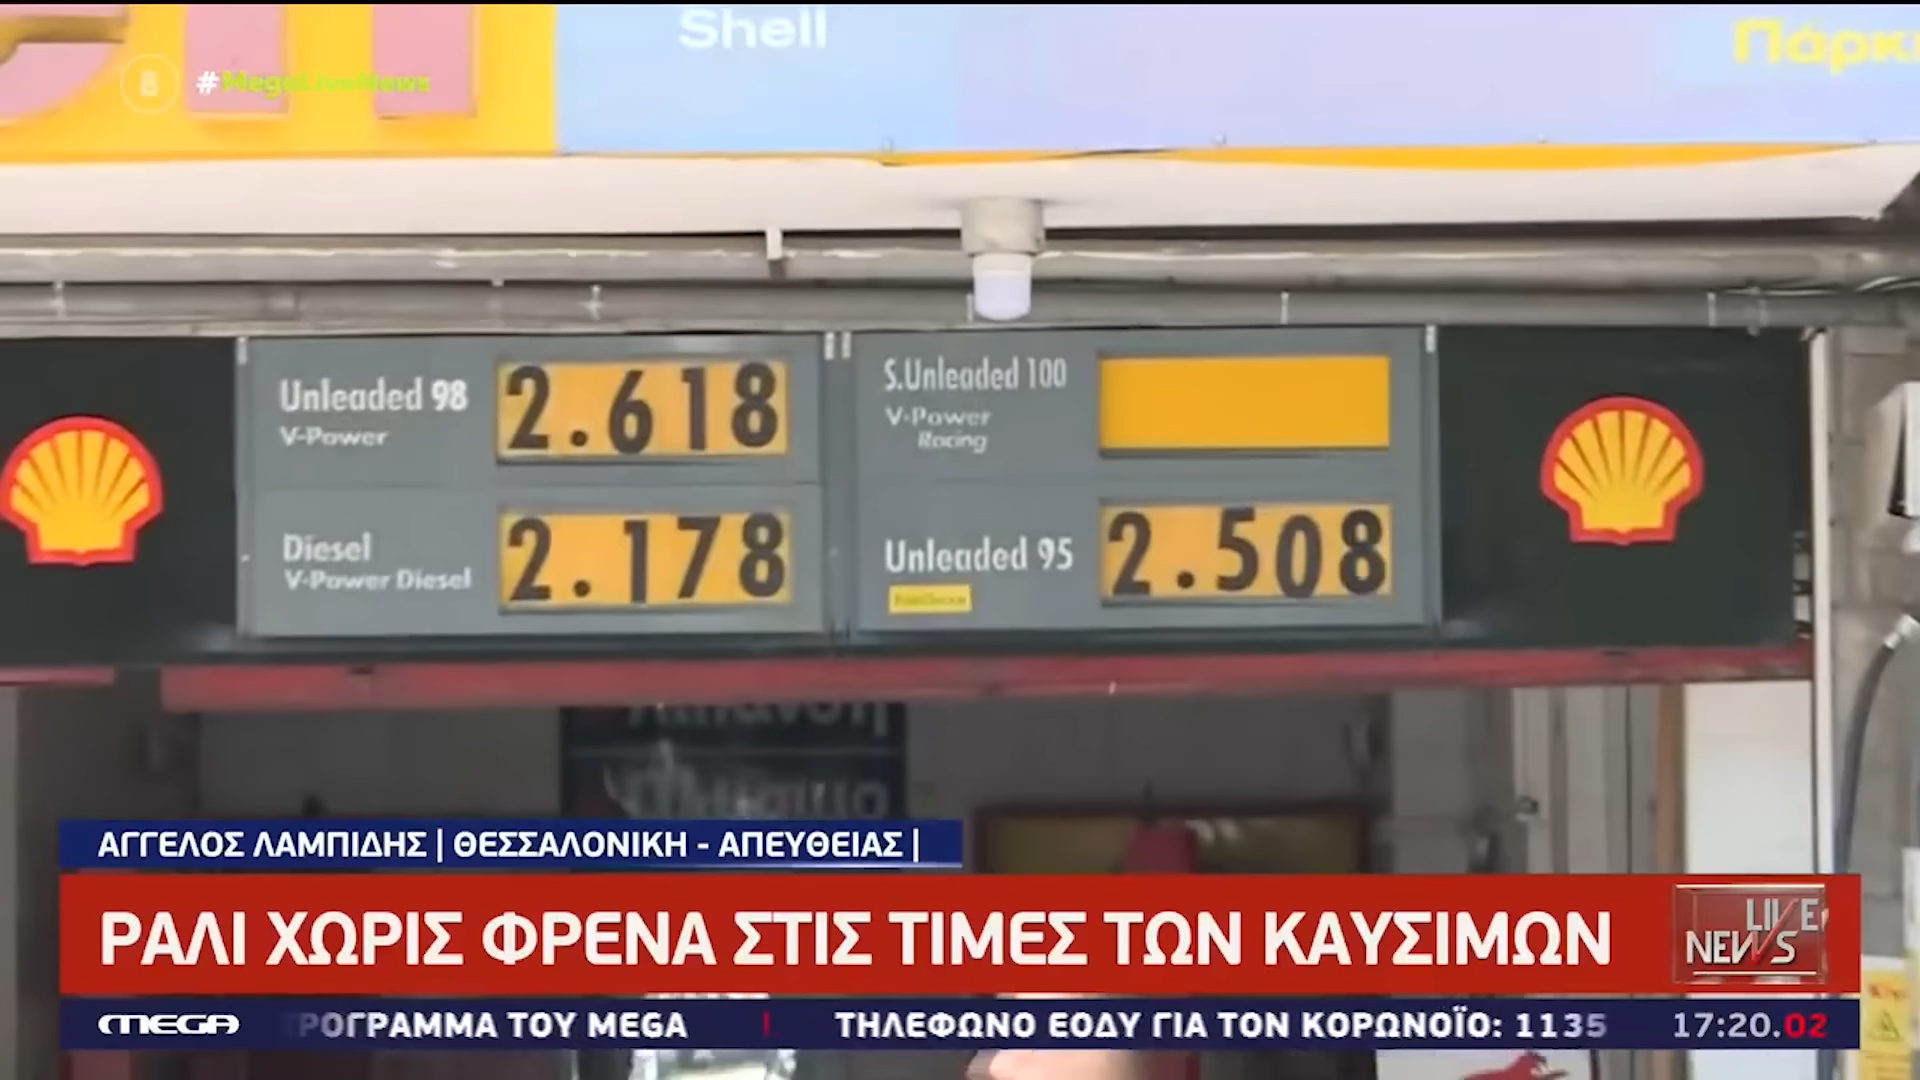 Shell
Πάρκ
#MegaLiveNews
Unleaded 98 2.618
V-Power
Diesel 2.178
V-Power Diesel
S.Unleaded 100
V-Power
Racing
Unleaded 95 2.508
ΑΓΓΕΛΟΣ ΛΑΜΠΙΔΗΣ | ΘΕΣΣΑΛΟΝΙΚΗ - ΑΠΕΥΘΕΙΑΣ |
ΡΑΛΙ ΧΩΡΙΣ ΦΡΕΝΑ ΣΤΙΣ ΤΙΜΕΣ ΤΩΝ ΚΑΥΣΙΜΩΝ
LIVE
NEWS
MEGA ΡΟΓΡΑΜΜΑ ΤΟΥ MEGA | ΤΗΛΕΦΩΝΟ ΕΟΔΥ ΓΙΑ ΤΟΝ ΚΟΡΩΝΟΪΟ: 1135 17:20.02